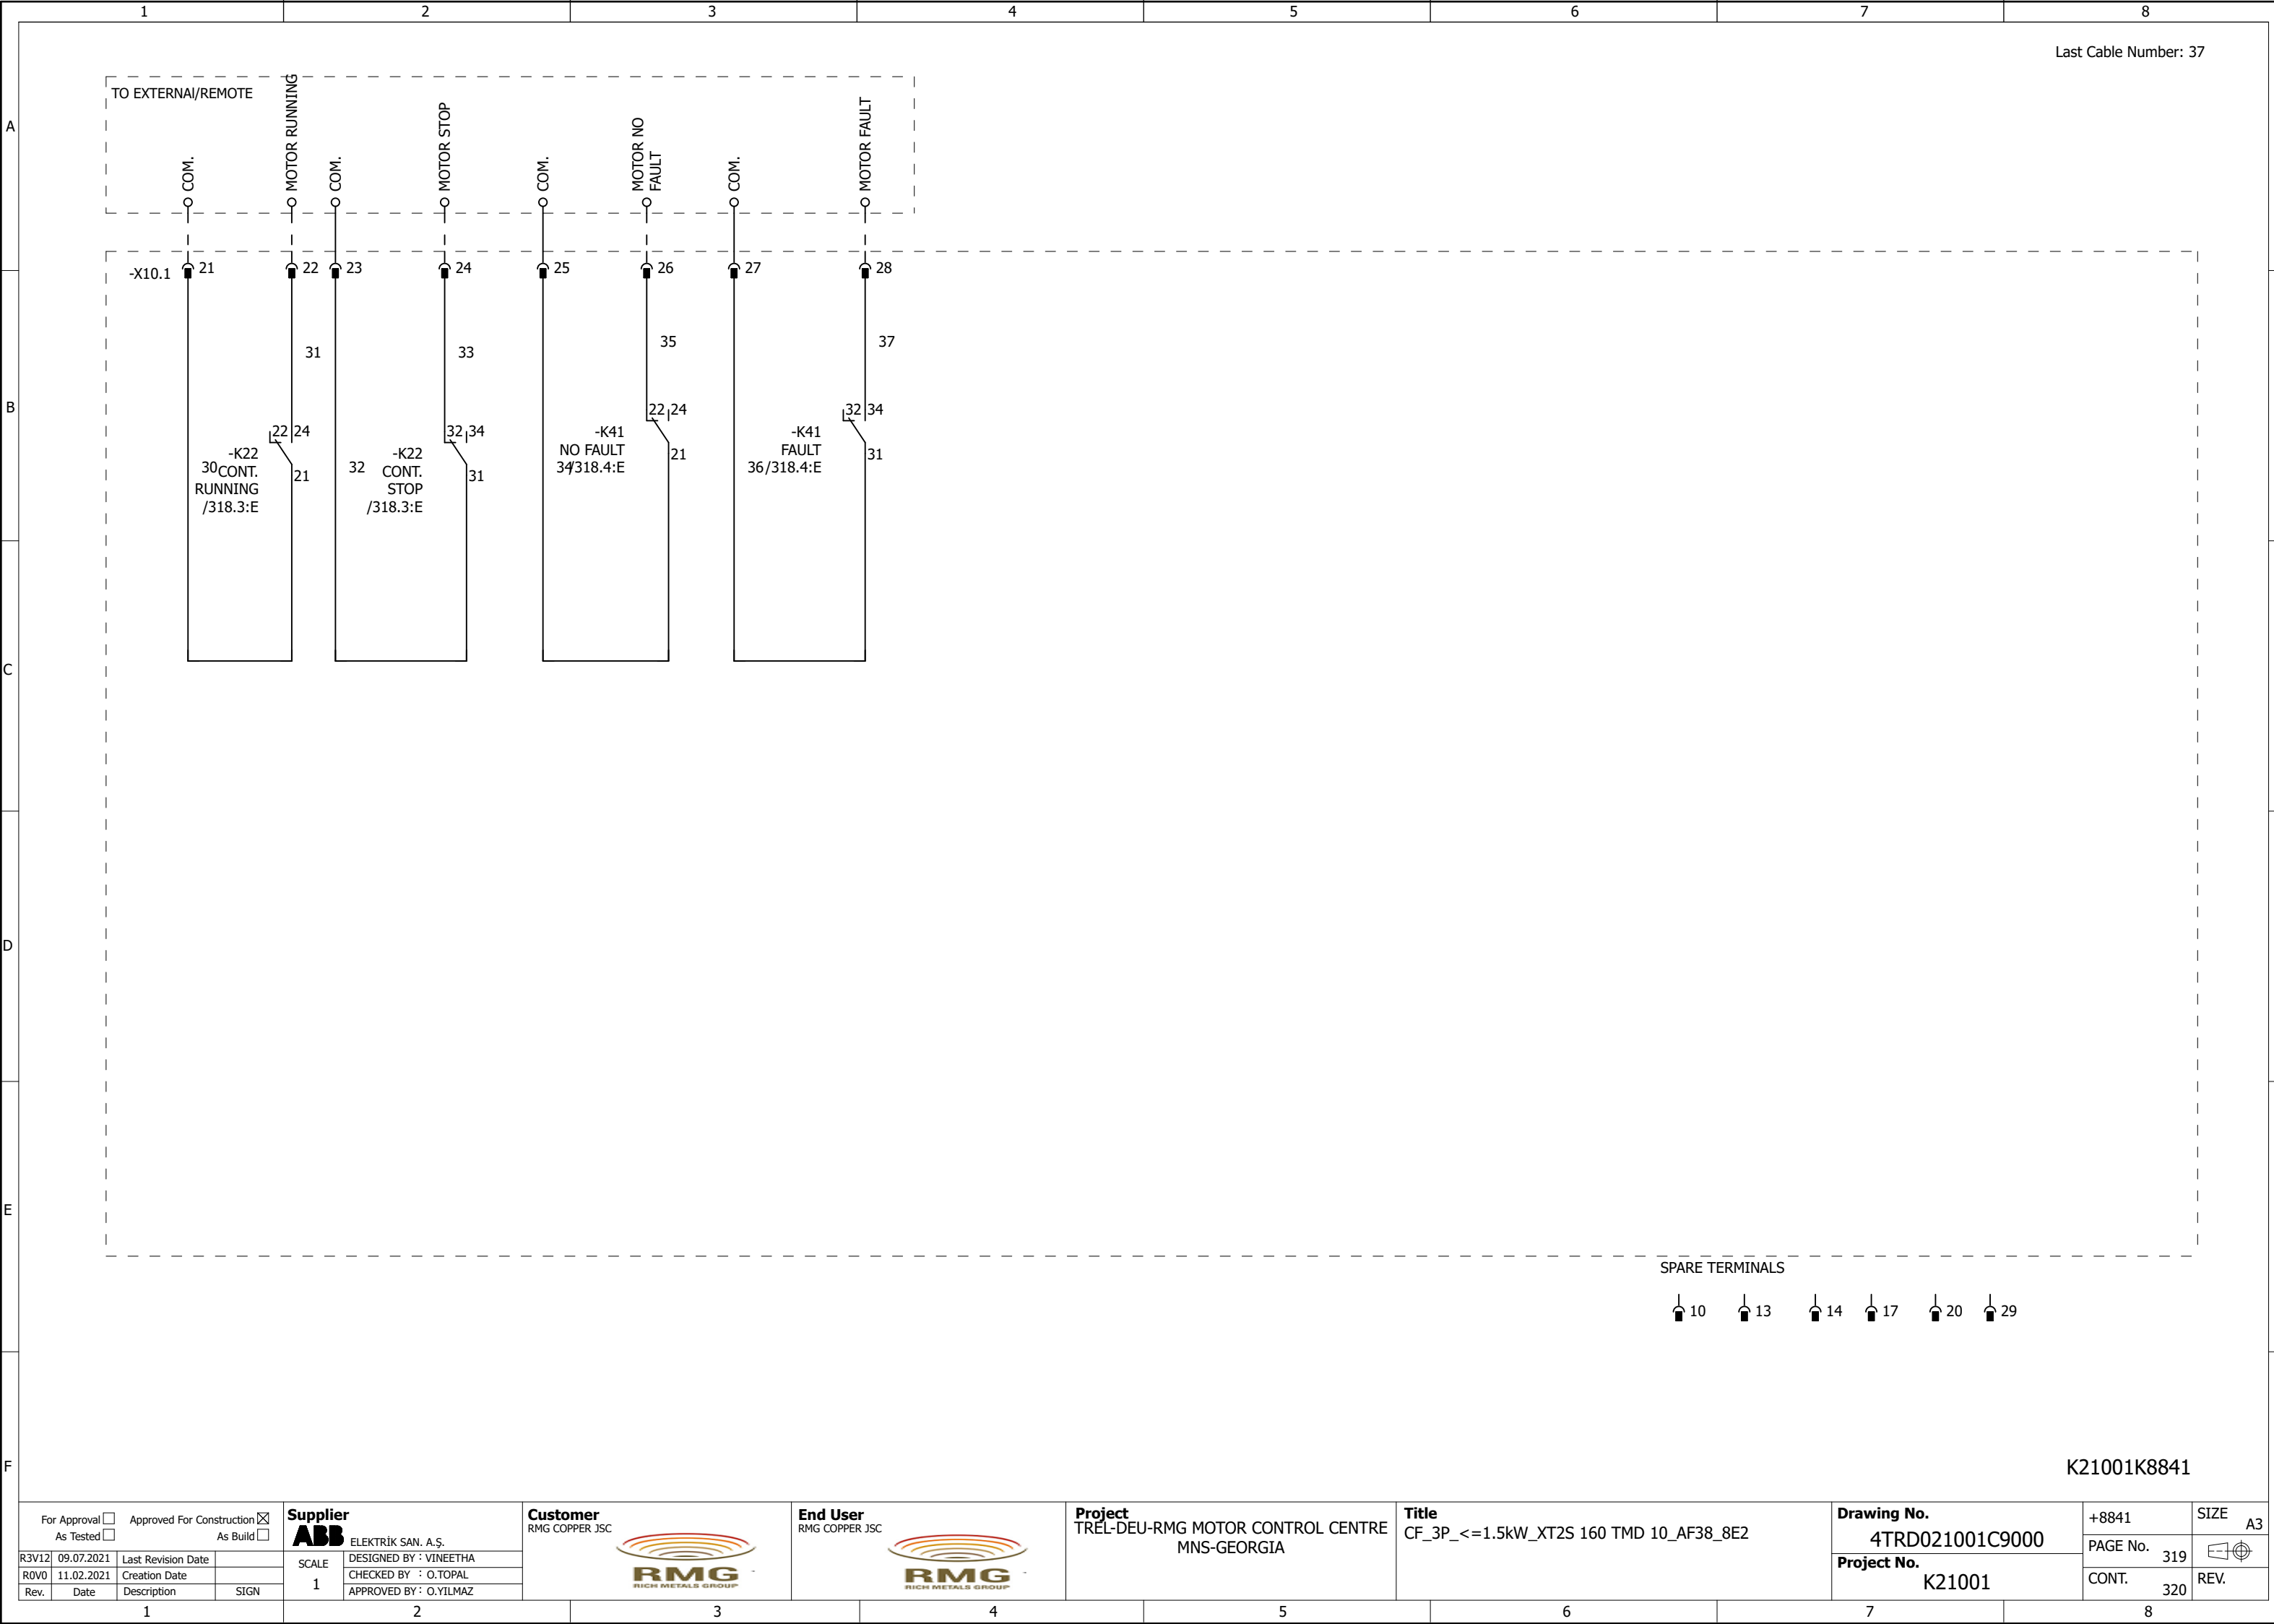 1 2 3 4 5 6 7 8
Last Cable Number: 37
TO EXTERNAl/REMOTE
COM.
MOTOR RUNNING
COM.
MOTOR STOP
COM.
MOTOR NO
FAULT
COM.
MOTOR FAULT
A
-X10.1 21 22 23 24 25 26 27 28
31 33 35 37
B
22 24
-K22
30 CONT.
RUNNING
/318.3:E
21
32 34
-K22
32 CONT.
STOP
/318.3:E
31
22 24
-K41
NO FAULT
34/318.4:E
21
32 34
-K41
FAULT
36/318.4:E
31
C
D
E
SPARE TERMINALS
10 13 14 17 20 29
F
K21001K8841
For Approval Approved For Construction
As Tested As Build
R3V12 09.07.2021 Last Revision Date
R0V0 11.02.2021 Creation Date
Rev. Date Description SIGN
Supplier
ABB ELEKTRİK SAN. A.Ş.
SCALE
1
DESIGNED BY : VINEETHA
CHECKED BY : O.TOPAL
APPROVED BY : O.YILMAZ
Customer
RMG COPPER JSC
RMG
RICH METALS GROUP
End User
RMG COPPER JSC
RMG
RICH METALS GROUP
Project
TREL-DEU-RMG MOTOR CONTROL CENTRE
MNS-GEORGIA
Title
CF_3P_<=1.5kW_XT2S 160 TMD 10_AF38_8E2
Drawing No.
4TRD021001C9000
Project No.
K21001
+8841
PAGE No. 319
CONT. 320
SIZE A3
REV.
1 2 3 4 5 6 7 8